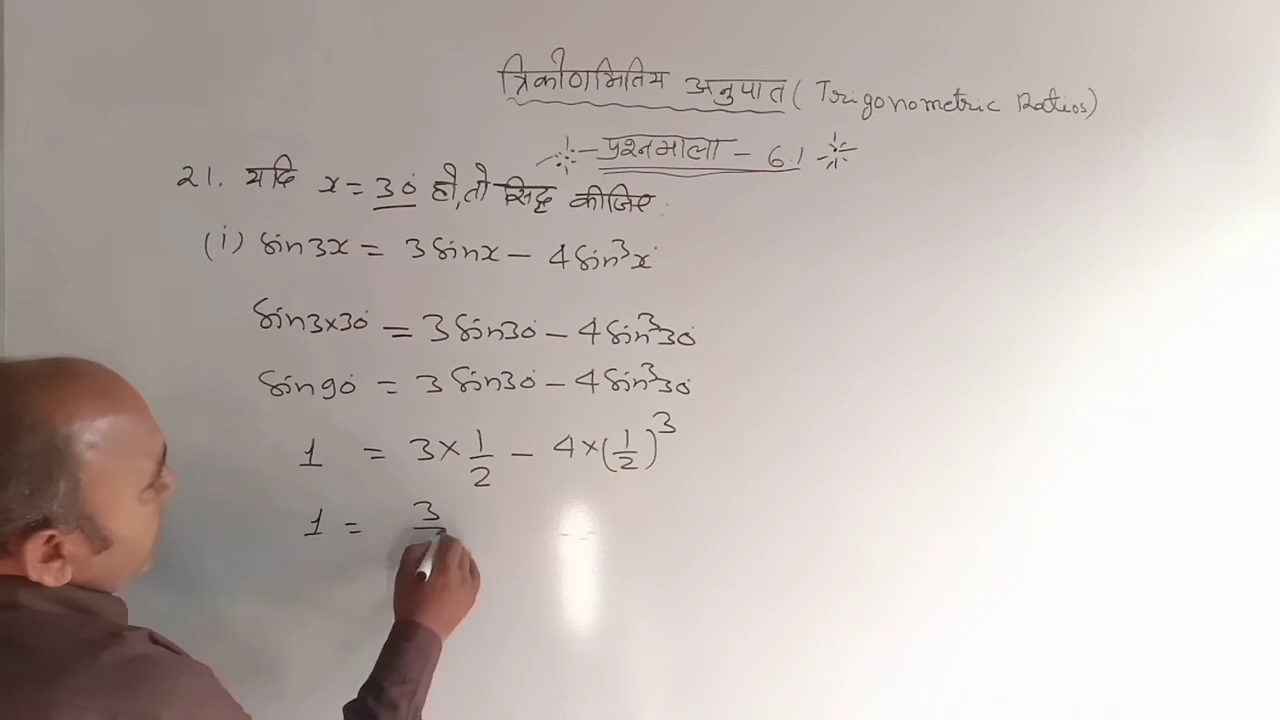 त्रिकोणमितिय अनुपात (Trigonometric Ratios)
प्रश्नमाला - 6.1
21. यदि x = 30° हो, तो सिद्ध कीजिए
(i) sin3x = 3sinx - 4sin³x
sin3×30° = 3sin30° - 4sin³30°
sin90° = 3sin30° - 4sin³30°
1 = 3 × 1/2 - 4 × (1/2)³
1 = 3